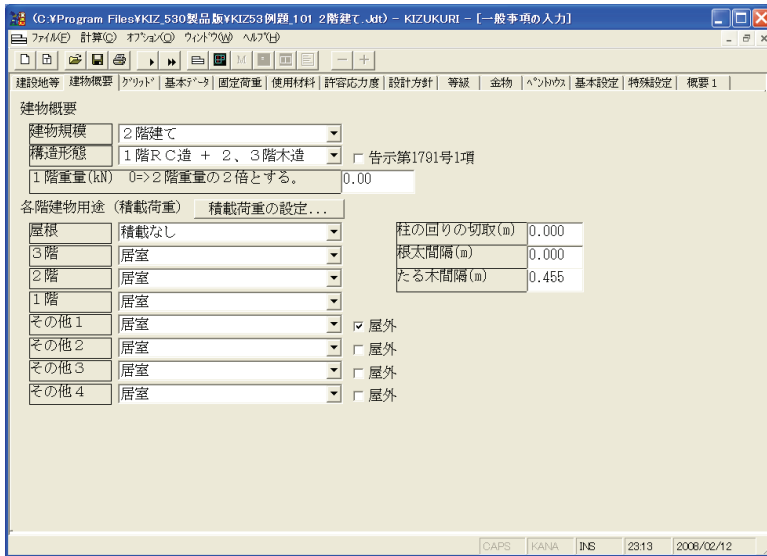 (C:¥Program Files¥KIZ_530製品版¥KIZ53例題_101 2階建て.Jdt) - KIZUKURI - [一般事項の入力]
ファイル(F) 計算(C) オプション(O) ウィンドウ(W) ヘルプ(H)
建設地等 建物概要 グリッド 基本データ 固定荷重 使用材料 許容応力度 設計方針 等級 金物 ペントハウス 基本設定 特殊設定 概要1
建物概要
建物規模 2階建て
構造形態 1階RC造 + 2、3階木造 告示第1791号1項
1階重量(kN) 0=>2階重量の2倍とする。 0.00
各階建物用途 (積載荷重) 積載荷重の設定...
屋根 積載なし 柱の回りの切取(m) 0.000
3階 居室 根太間隔(m) 0.000
2階 居室 たる木間隔(m) 0.455
1階 居室
その他1 居室 屋外
その他2 居室 屋外
その他3 居室 屋外
その他4 居室 屋外
CAPS KANA INS 23:13 2008/02/12